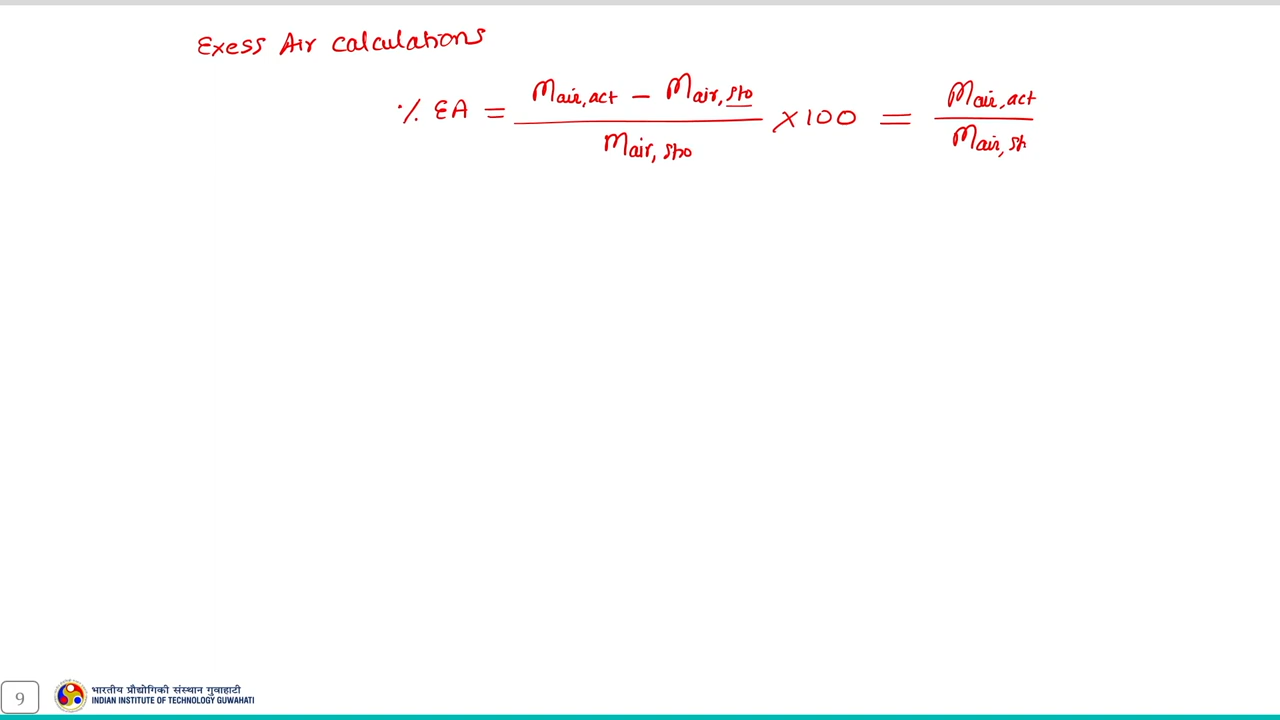 Exess Air calculations
% EA = (Mair,act − Mair,sto) / Mair,sto × 100 = Mair,act / Mair,st
9
भारतीय प्रौद्योगिकी संस्थान गुवाहाटी
INDIAN INSTITUTE OF TECHNOLOGY GUWAHATI